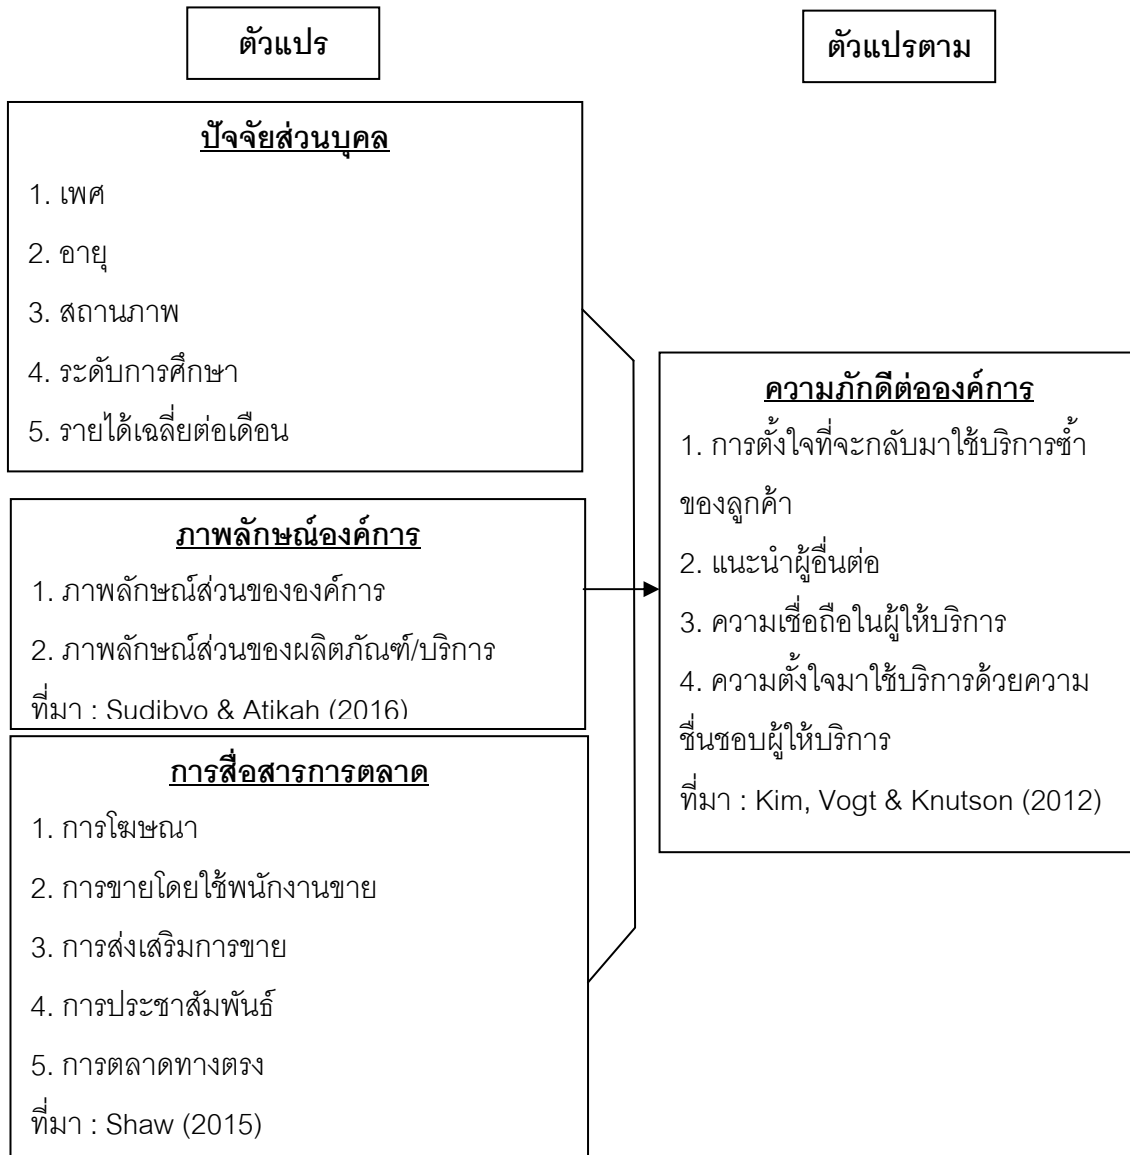 ตัวแปร
ตัวแปรตาม
ปัจจัยส่วนบุคล
1. เพศ
2. อายุ
3. สถานภาพ
4. ระดับการศึกษา
5. รายได้เฉลี่ยต่อเดือน
ภาพลักษณ์องค์การ
1. ภาพลักษณ์ส่วนขององค์การ
2. ภาพลักษณ์ส่วนของผลิตภัณฑ์/บริการ
ที่มา : Sudibyo & Atikah (2016)
การสื่อสารการตลาด
1. การโฆษณา
2. การขายโดยใช้พนักงานขาย
3. การส่งเสริมการขาย
4. การประชาสัมพันธ์
5. การตลาดทางตรง
ที่มา : Shaw (2015)
ความภักดีต่อองค์การ
1. การตั้งใจที่จะกลับมาใช้บริการซ้ำ
ของลูกค้า
2. แนะนำผู้อื่นต่อ
3. ความเชื่อถือในผู้ให้บริการ
4. ความตั้งใจมาใช้บริการด้วยความ
ชื่นชอบผู้ให้บริการ
ที่มา : Kim, Vogt & Knutson (2012)